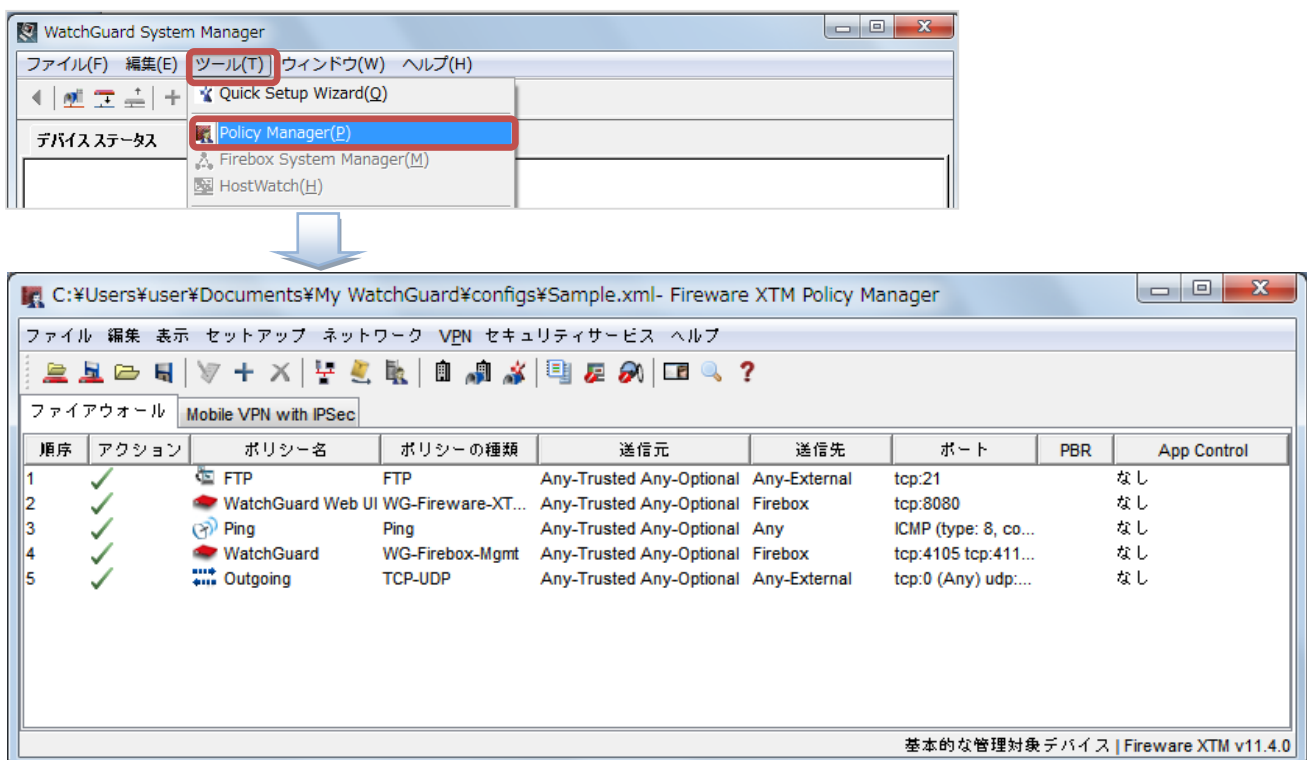 WatchGuard System Manager
ファイル(F) 編集(E) ツール(T) ウィンドウ(W) ヘルプ(H)
Quick Setup Wizard(Q)
デバイス ステータス
Policy Manager(P)
Firebox System Manager(M)
HostWatch(H)
C:¥Users¥user¥Documents¥My WatchGuard¥configs¥Sample.xml- Fireware XTM Policy Manager
ファイル 編集 表示 セットアップ ネットワーク VPN セキュリティサービス ヘルプ
ファイアウォール Mobile VPN with IPSec
順序 アクション ポリシー名 ポリシーの種類 送信元 送信先 ポート PBR App Control
1 FTP FTP Any-Trusted Any-Optional Any-External tcp:21 なし
2 WatchGuard Web UI WG-Fireware-XT... Any-Trusted Any-Optional Firebox tcp:8080 なし
3 Ping Ping Any-Trusted Any-Optional Any ICMP (type: 8, co... なし
4 WatchGuard WG-Firebox-Mgmt Any-Trusted Any-Optional Firebox tcp:4105 tcp:411... なし
5 Outgoing TCP-UDP Any-Trusted Any-Optional Any-External tcp:0 (Any) udp:... なし
基本的な管理対象デバイス | Fireware XTM v11.4.0